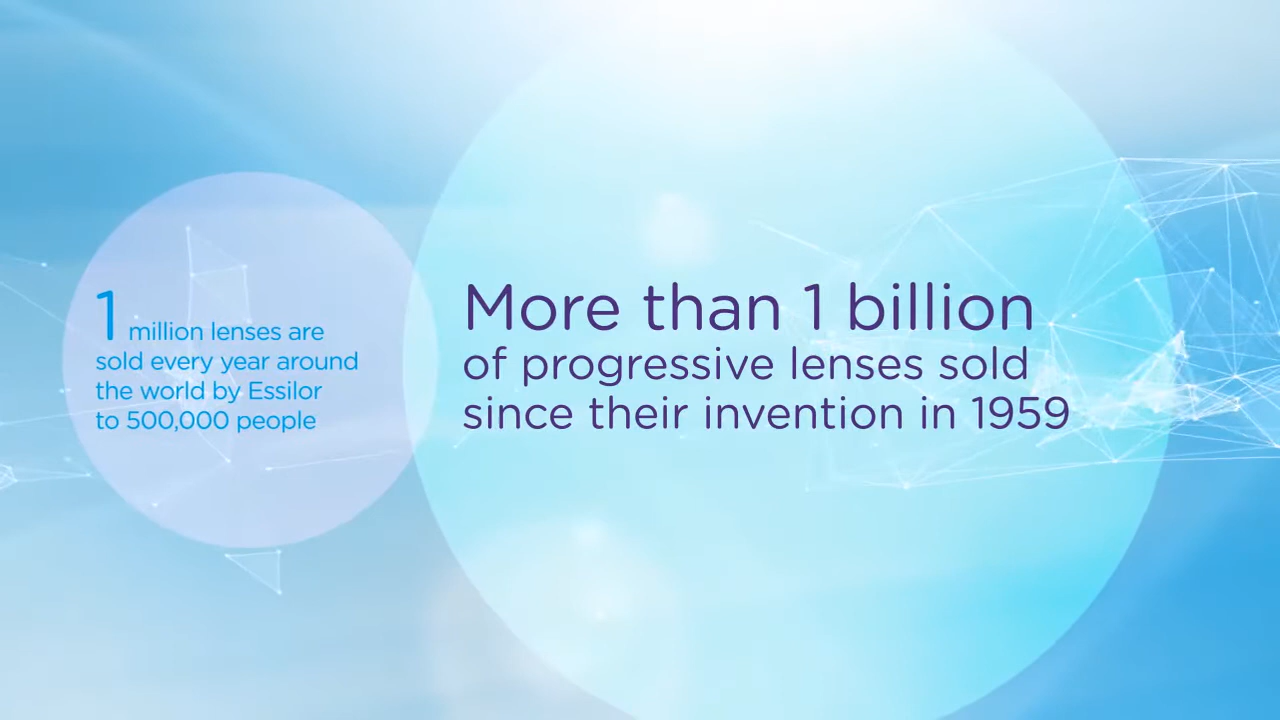 1 million lenses are
sold every year around
the world by Essilor
to 500,000 people
More than 1 billion
of progressive lenses sold
since their invention in 1959